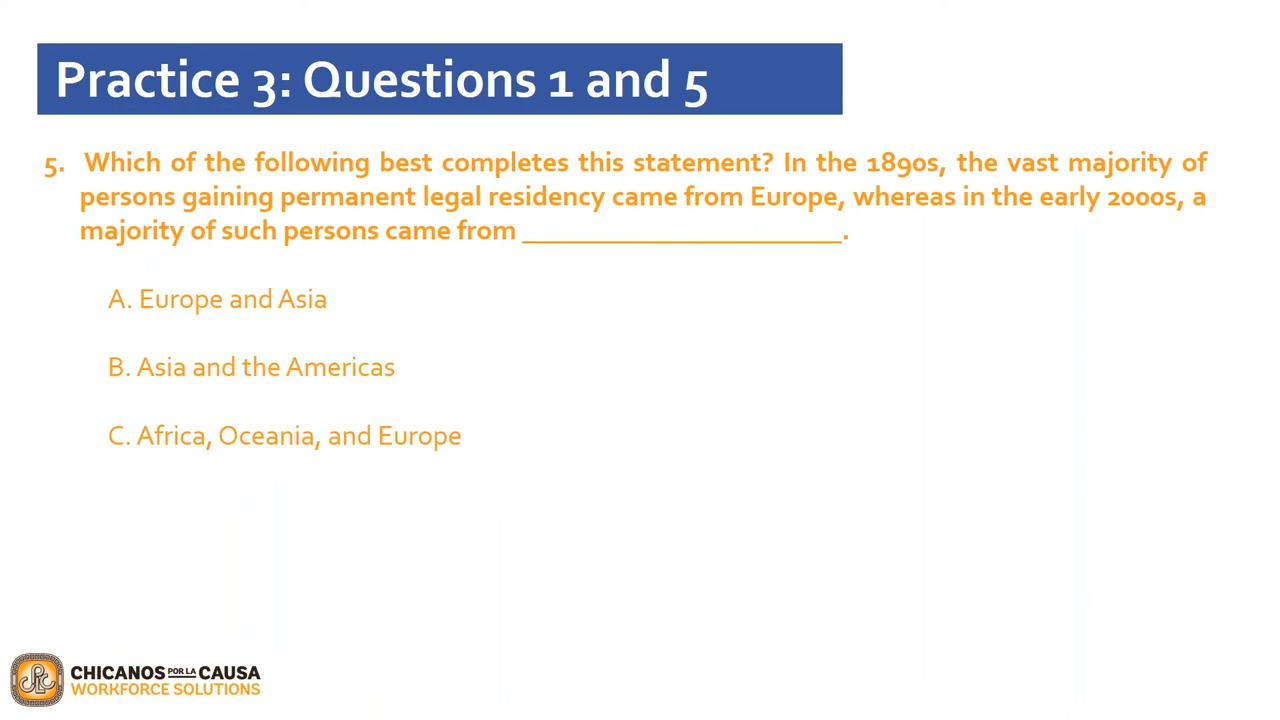 Practice 3: Questions 1 and 5
5. Which of the following best completes this statement? In the 1890s, the vast majority of
persons gaining permanent legal residency came from Europe, whereas in the early 2000s, a
majority of such persons came from ______________________.
A. Europe and Asia
B. Asia and the Americas
C. Africa, Oceania, and Europe
CHICANOS POR LA CAUSA
WORKFORCE SOLUTIONS